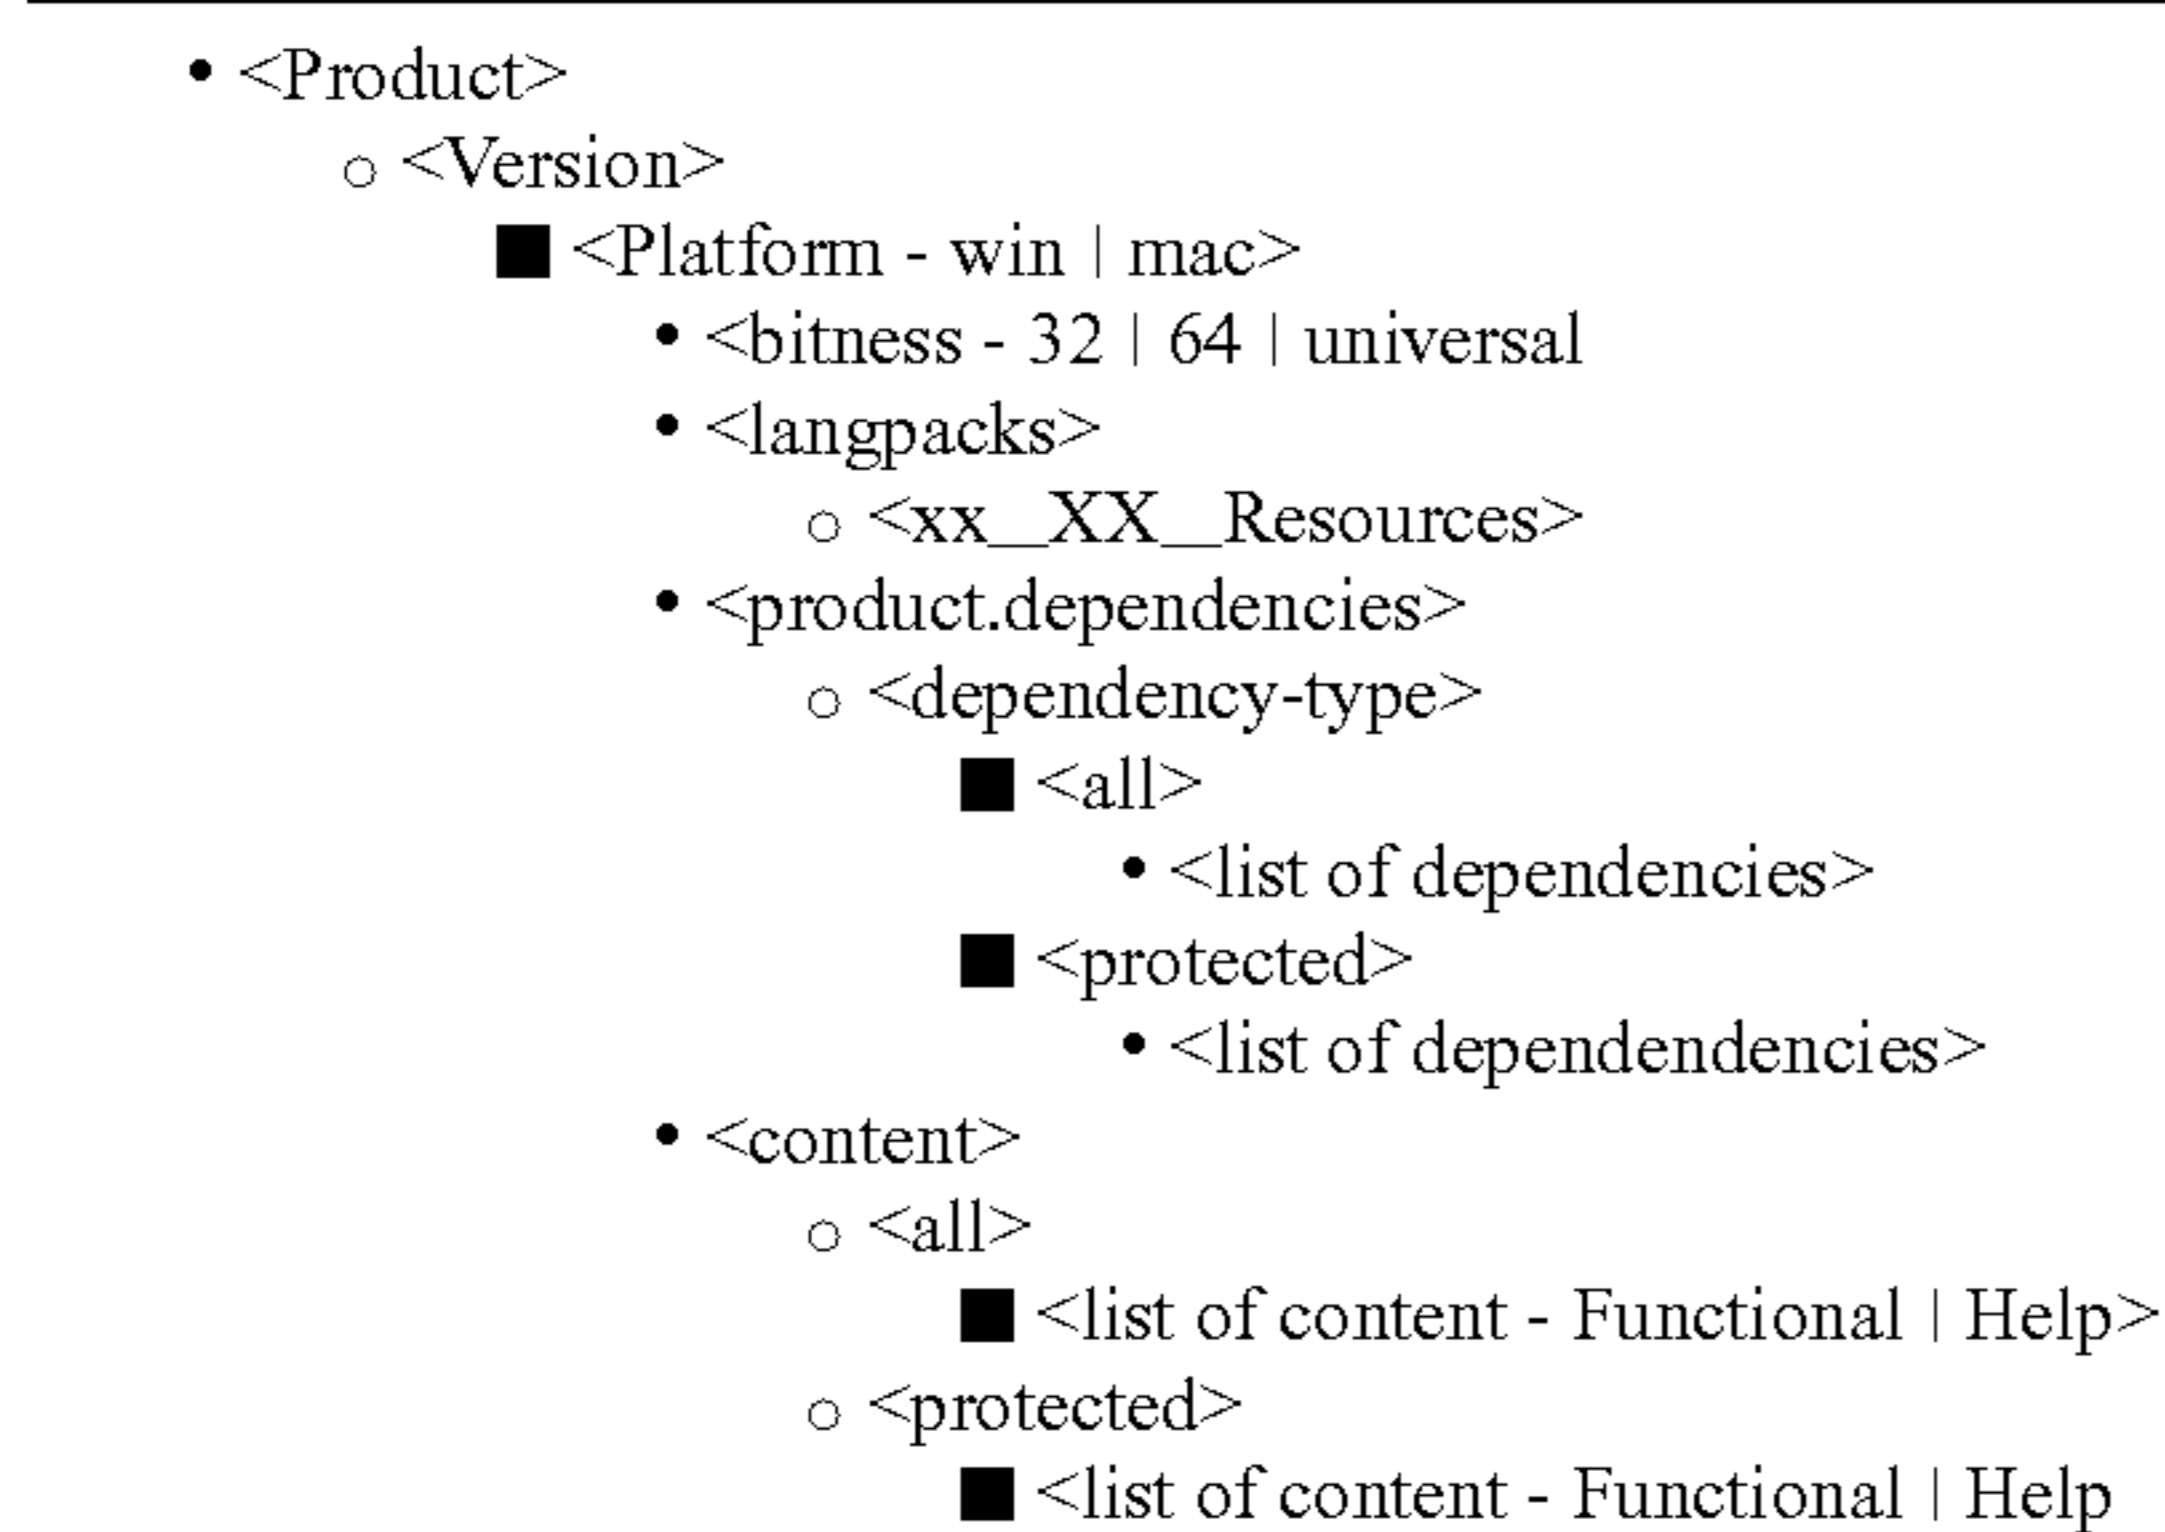 • <Product>
○ <Version>
■ <Platform - win | mac>
• <bitness - 32 | 64 | universal
• <langpacks>
○ <xx__XX__Resources>
• <product.dependencies>
○ <dependency-type>
■ <all>
• <list of dependencies>
■ <protected>
• <list of dependendencies>
• <content>
○ <all>
■ <list of content - Functional | Help>
○ <protected>
■ <list of content - Functional | Help